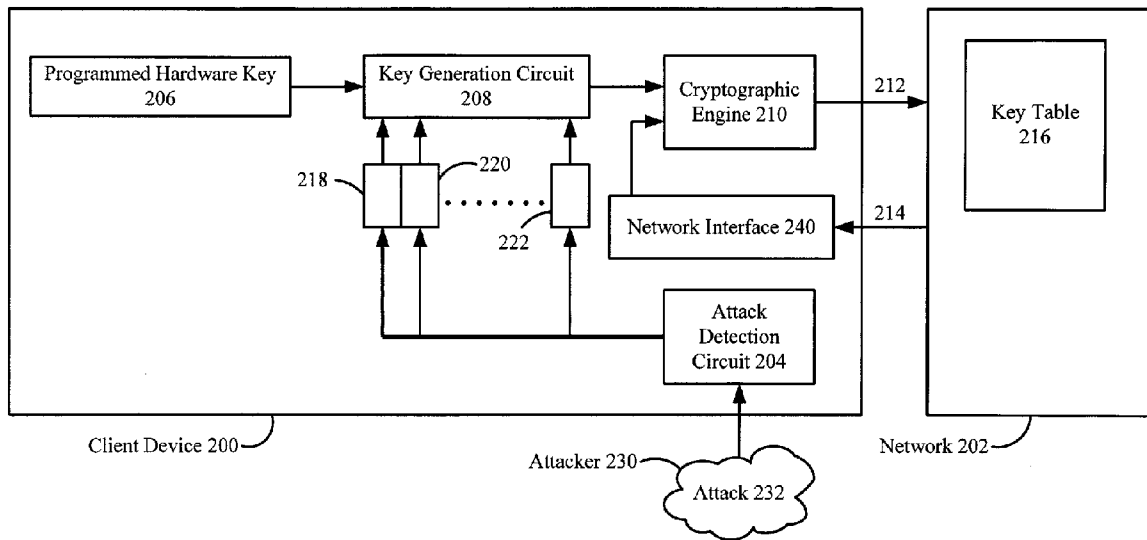 Programmed Hardware Key
206
Key Generation Circuit
208
Cryptographic
Engine 210
212
Key Table
216
218
220
222
Network Interface 240
214
Attack
Detection
Circuit 204
Client Device 200
Network 202
Attacker 230
Attack 232